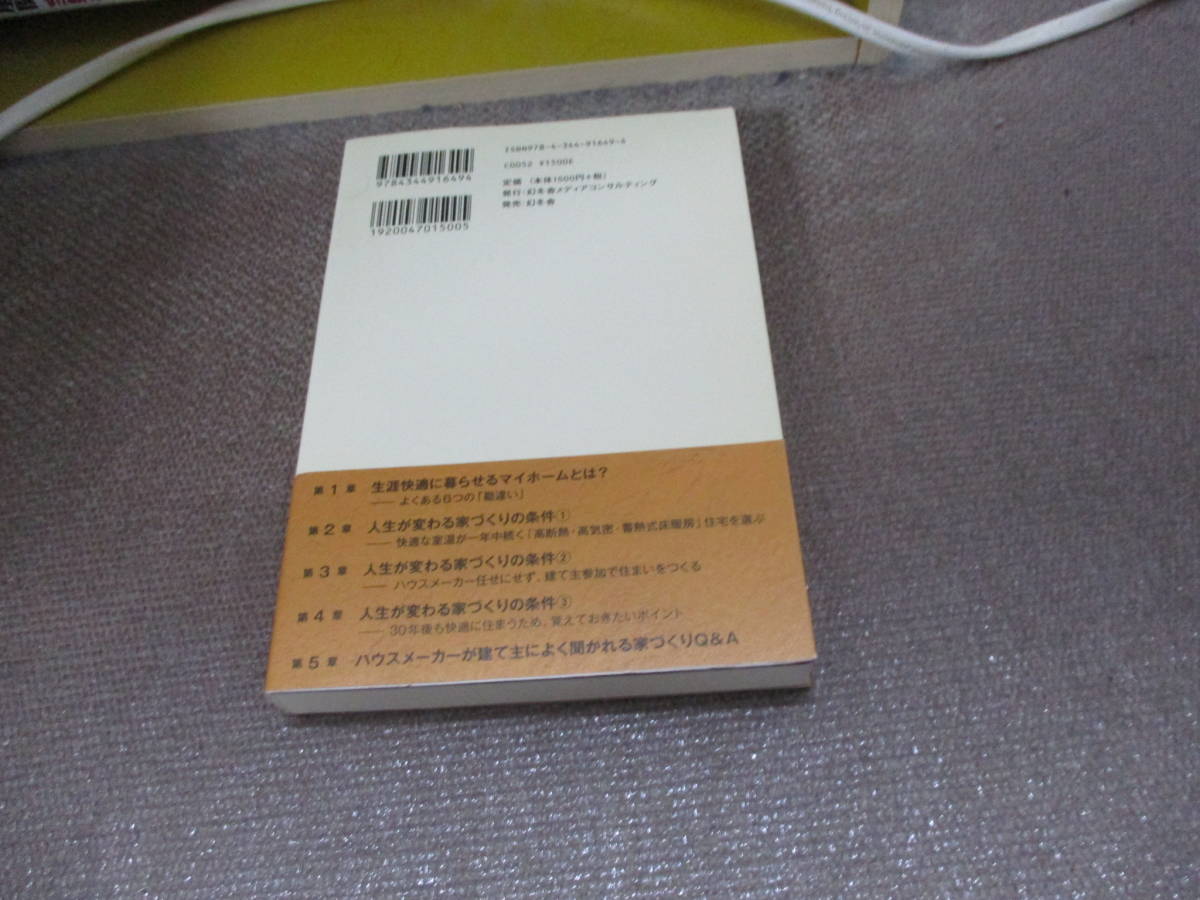 ISBN978-4-344-91649-4
C0052 ¥1500E
定価 (本体1500円+税)
発行:幻冬舎メディアコンサルティング
発売:幻冬舎
9784344916494
1920047015005
第1章 生涯快適に暮らせるマイホームとは?
―― よくある6つの「勘違い」
第2章 人生が変わる家づくりの条件①
―― 快適な室温が一年中続く「高断熱・高気密・蓄熱式床暖房」住宅を選ぶ
第3章 人生が変わる家づくりの条件②
―― ハウスメーカー任せにせず、建て主参加で住まいをつくる
第4章 人生が変わる家づくりの条件③
―― 30年後も快適に住まうため、覚えておきたいポイント
第5章 ハウスメーカーが建て主によく聞かれる家づくりQ&A